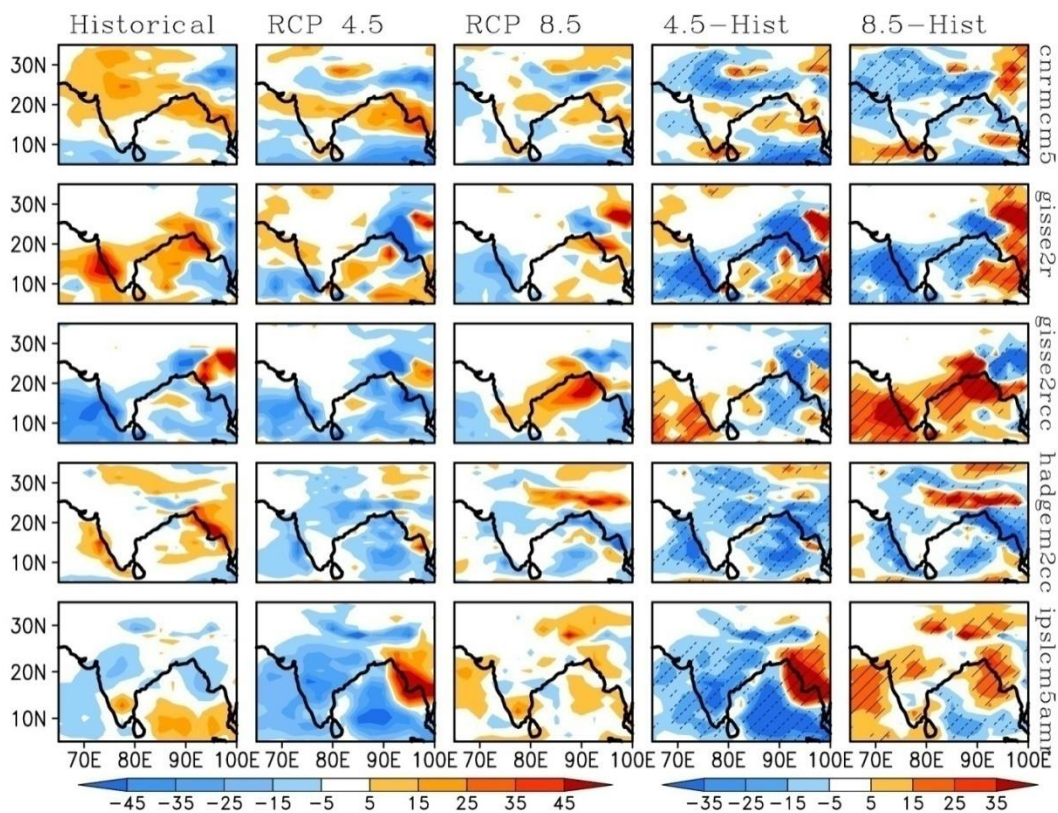 Historical RCP 4.5 RCP 8.5 4.5-Hist 8.5-Hist
30N
20N
10N
cnrmcm5
30N
20N
10N
gisse2r
30N
20N
10N
gisse2rcc
30N
20N
10N
hadgem2cc
30N
20N
10N
ipslcm5amr
70E 80E 90E 100E 70E 80E 90E 100E 70E 80E 90E 100E 70E 80E 90E 100E 70E 80E 90E 100E
-45 -35 -25 -15 -5 5 15 25 35 45 -35 -25 -15 -5 5 15 25 35